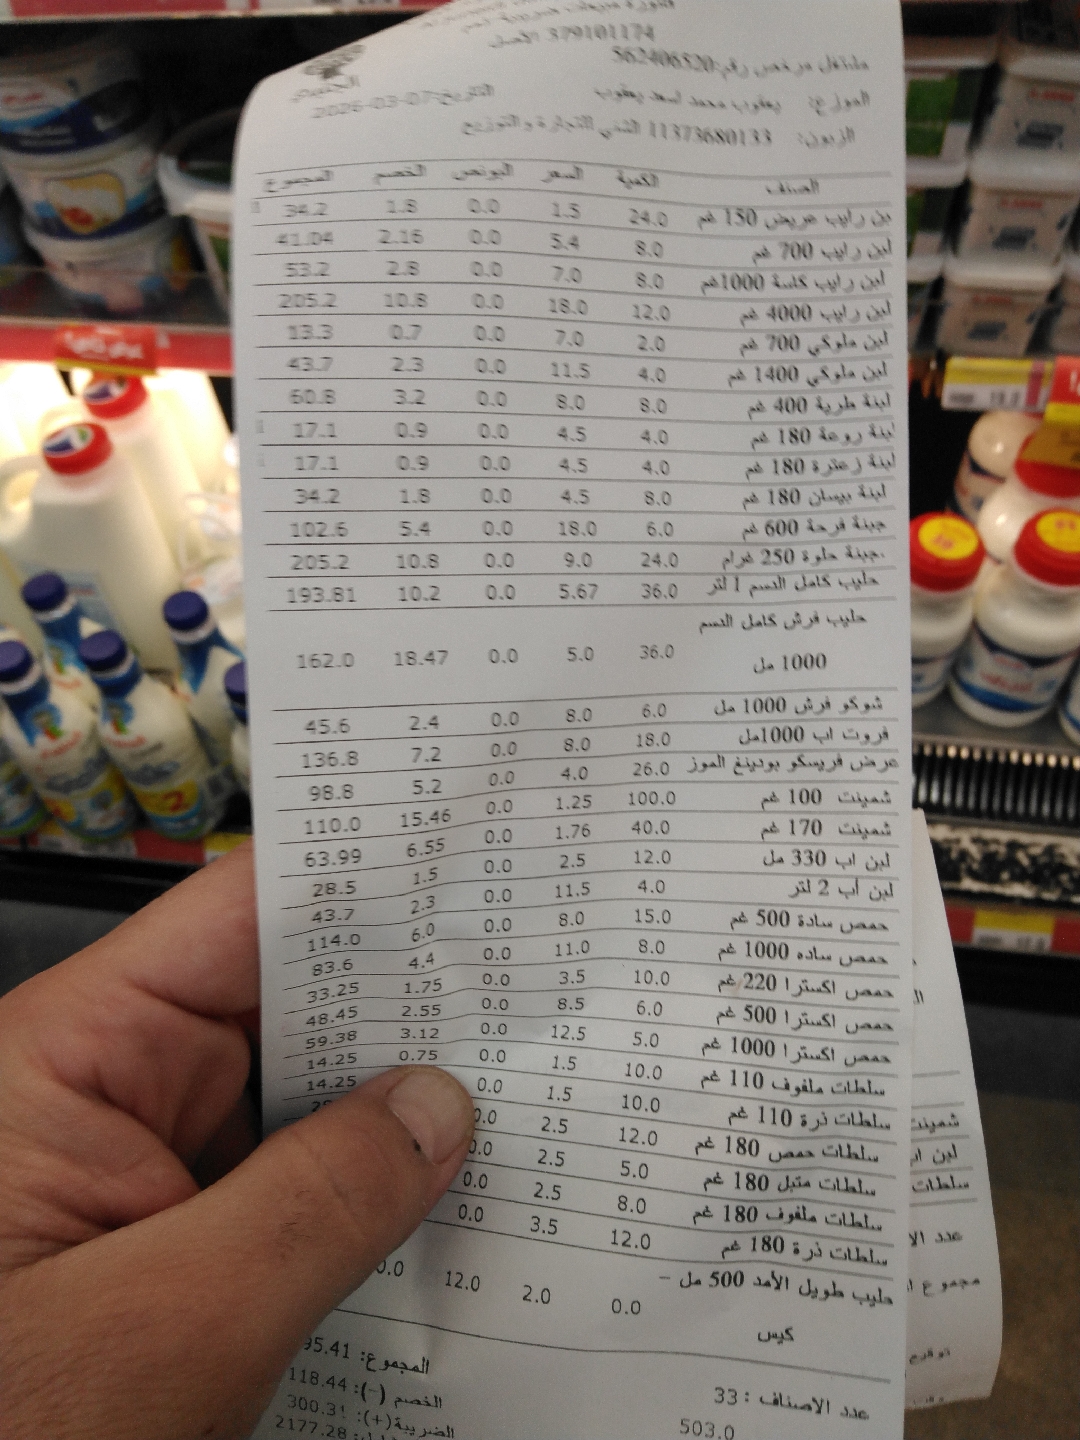 379101174 الأصل
مشتغل مرخص رقم:562406520
الجنيدي
التاريخ:2026-03-07
الموزع: يعقوب محمد اسعد يعقوب
الزبون: 11373680133 التجارة و التوزيع
الصنف الكمية السعر البونص الخصم المجموع
بن رايب عريض 150 غم 24.0 1.5 0.0 1.8 34.2
لبن رايب 700 غم 8.0 5.4 0.0 2.16 41.04
لبن رايب كاسة 1000غم 8.0 7.0 0.0 2.8 53.2
لبن رايب 4000 غم 12.0 18.0 0.0 10.8 205.2
لبن ملوكي 700 غم 2.0 7.0 0.0 0.7 13.3
لبن ملوكي 1400 غم 4.0 11.5 0.0 2.3 43.7
لبنة طرية 400 غم 8.0 8.0 0.0 3.2 60.8
لبنة روعة 180 غم 4.0 4.5 0.0 0.9 17.1
لبنة زعترة 180 غم 4.0 4.5 0.0 0.9 17.1
لبنة بيسان 180 غم 8.0 4.5 0.0 1.8 34.2
جبنة فرحة 600 غم 6.0 18.0 0.0 5.4 102.6
جبنة حلوة 250 غرام. 24.0 9.0 0.0 10.8 205.2
حليب كامل الدسم 1 لتر 36.0 5.67 0.0 10.2 193.81
حليب فرش كامل الدسم
1000 مل 36.0 5.0 0.0 18.47 162.0
شوكو فرش 1000 مل 6.0 8.0 0.0 2.4 45.6
فروت اب 1000مل 18.0 8.0 0.0 7.2 136.8
عرض فريسكو بودينغ الموز 26.0 4.0 0.0 5.2 98.8
شمينت 100 غم 100.0 1.25 0.0 15.46 110.0
شمينت 170 غم 40.0 1.76 0.0 6.55 63.99
لبن اب 330 مل 12.0 2.5 0.0 1.5 28.5
لبن أب 2 لتر 4.0 11.5 0.0 2.3 43.7
حمص سادة 500 غم 15.0 8.0 0.0 6.0 114.0
حمص ساده 1000 غم 8.0 11.0 0.0 4.4 83.6
حمص اكسترا 220 غم 10.0 3.5 0.0 1.75 33.25
حمص اكسترا 500 غم 6.0 8.5 0.0 2.55 48.45
حمص اكسترا 1000 غم 5.0 12.5 0.0 3.12 59.38
سلطات ملفوف 110 غم 10.0 1.5 0.0 0.75 14.25
سلطات ذرة 110 غم 10.0 1.5 0.0 14.25
سلطات حمص 180 غم 12.0 2.5 0.0
سلطات متبل 180 غم 5.0 2.5 0.0
سلطات ملفوف 180 غم 8.0 2.5 0.0
سلطات ذرة 180 غم 12.0 3.5 0.0
حليب طويل الأمد 500 مل -
كيس 0.0 2.0 12.0 0.0
عدد الاصناف : 33
503.0
المجموع: 95.41
الخصم (-): 118.44
الضريبة(+): 300.31
2177.28
شمينت
لبن اب
سلطات
عدد الا
مجموع